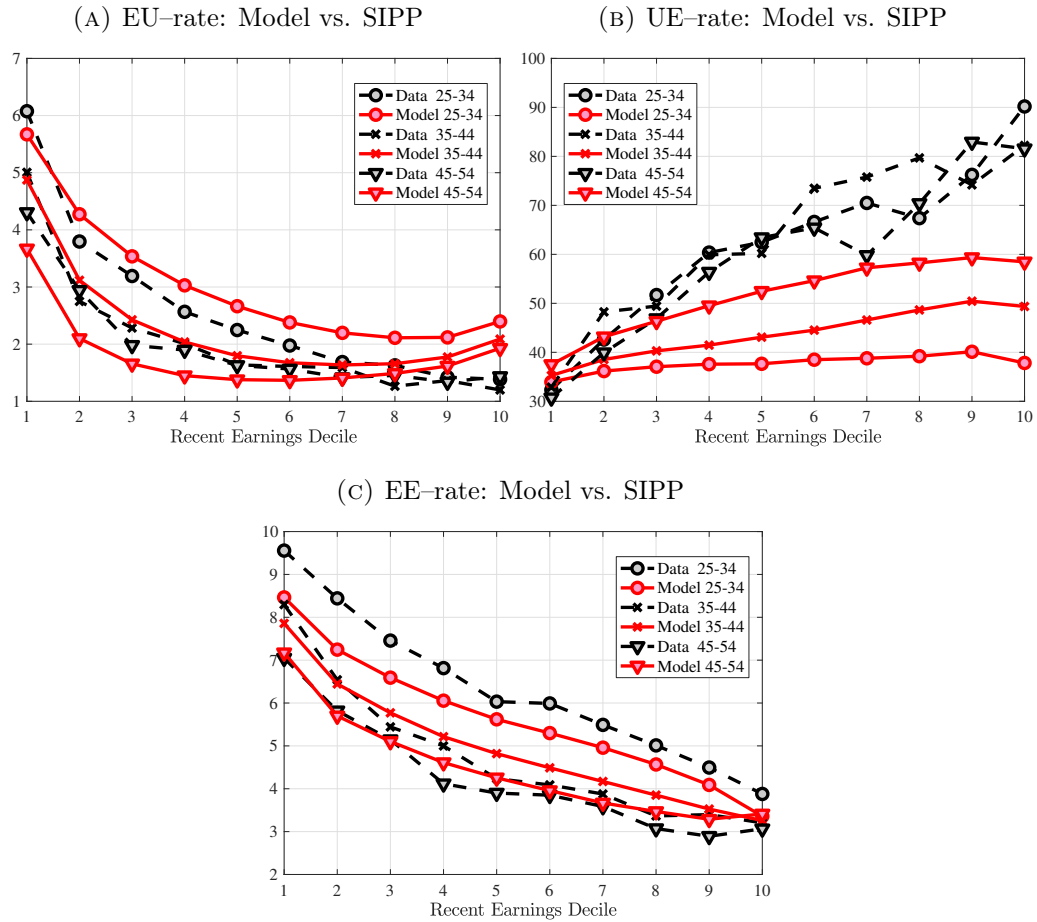 (A) EU–rate: Model vs. SIPP
7
6
5
4
3
2
1
Data 25-34
Model 25-34
Data 35-44
Model 35-44
Data 45-54
Model 45-54
1 2 3 4 5 6 7 8 9 10
Recent Earnings Decile
(B) UE–rate: Model vs. SIPP
100
90
80
70
60
50
40
30
Data 25-34
Model 25-34
Data 35-44
Model 35-44
Data 45-54
Model 45-54
1 2 3 4 5 6 7 8 9 10
Recent Earnings Decile
(C) EE–rate: Model vs. SIPP
10
9
8
7
6
5
4
3
2
Data 25-34
Model 25-34
Data 35-44
Model 35-44
Data 45-54
Model 45-54
1 2 3 4 5 6 7 8 9 10
Recent Earnings Decile